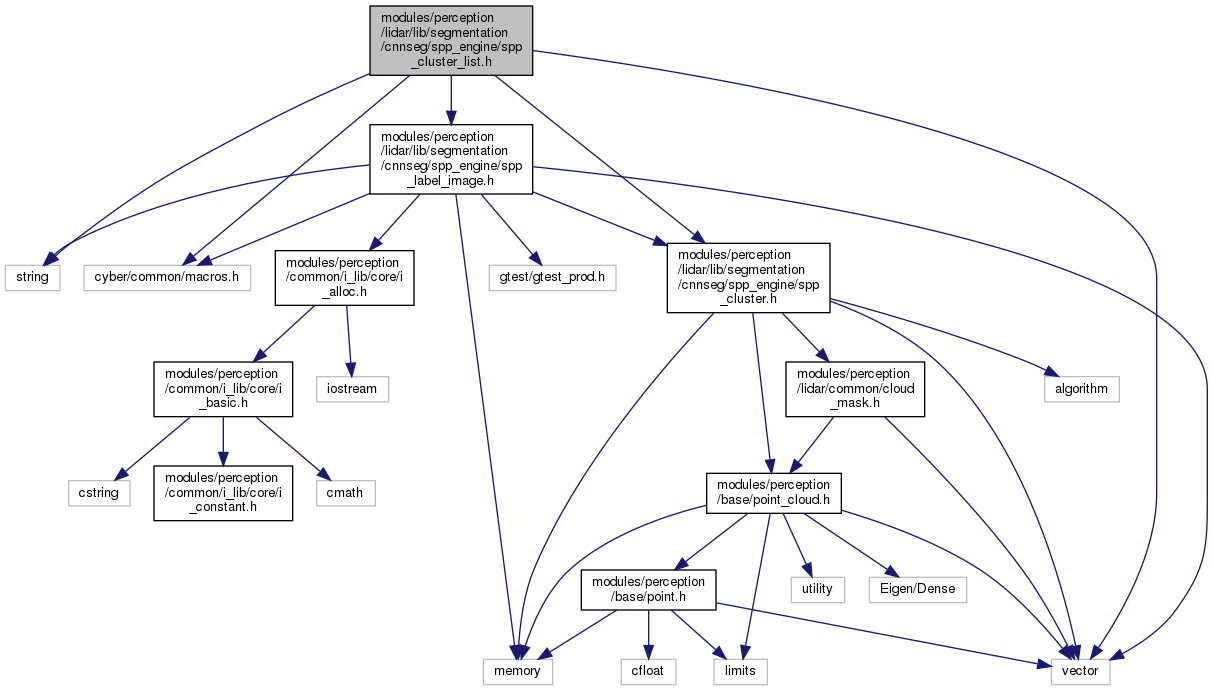 modules/perception
/lidar/lib/segmentation
/cnnseg/spp_engine/spp
_cluster_list.h
modules/perception
/lidar/lib/segmentation
/cnnseg/spp_engine/spp
_label_image.h
string
cyber/common/macros.h
modules/perception
/common/i_lib/core/i
_alloc.h
gtest/gtest_prod.h
modules/perception
/lidar/lib/segmentation
/cnnseg/spp_engine/spp
_cluster.h
modules/perception
/common/i_lib/core/i
_basic.h
iostream
modules/perception
/lidar/common/cloud
_mask.h
algorithm
cstring
modules/perception
/common/i_lib/core/i
_constant.h
cmath
modules/perception
/base/point_cloud.h
modules/perception
/base/point.h
utility
Eigen/Dense
memory
cfloat
limits
vector